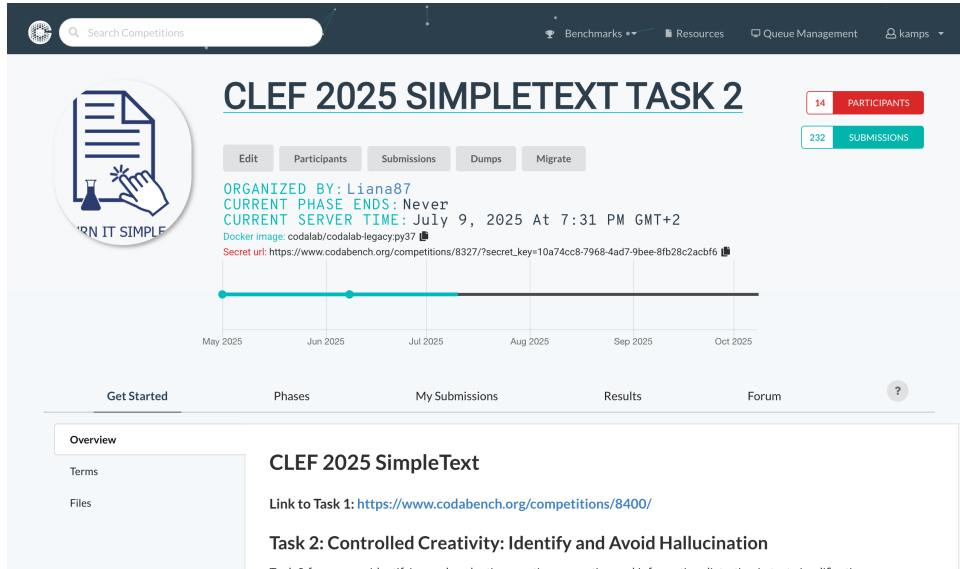 Search Competitions
Benchmarks
Resources
Queue Management
kamps
CLEF 2025 SIMPLETEXT TASK 2
14 PARTICIPANTS
232 SUBMISSIONS
Edit Participants Submissions Dumps Migrate
ORGANIZED BY: Liana87
CURRENT PHASE ENDS: Never
CURRENT SERVER TIME: July 9, 2025 At 7:31 PM GMT+2
Docker image: codalab/codalab-legacy:py37
Secret url: https://www.codabench.org/competitions/8327/?secret_key=10a74cc8-7968-4ad7-9bee-8fb28c2acbf6
RN IT SIMPLE
May 2025 Jun 2025 Jul 2025 Aug 2025 Sep 2025 Oct 2025
Get Started Phases My Submissions Results Forum ?
Overview
Terms
Files
CLEF 2025 SimpleText
Link to Task 1: https://www.codabench.org/competitions/8400/
Task 2: Controlled Creativity: Identify and Avoid Hallucination